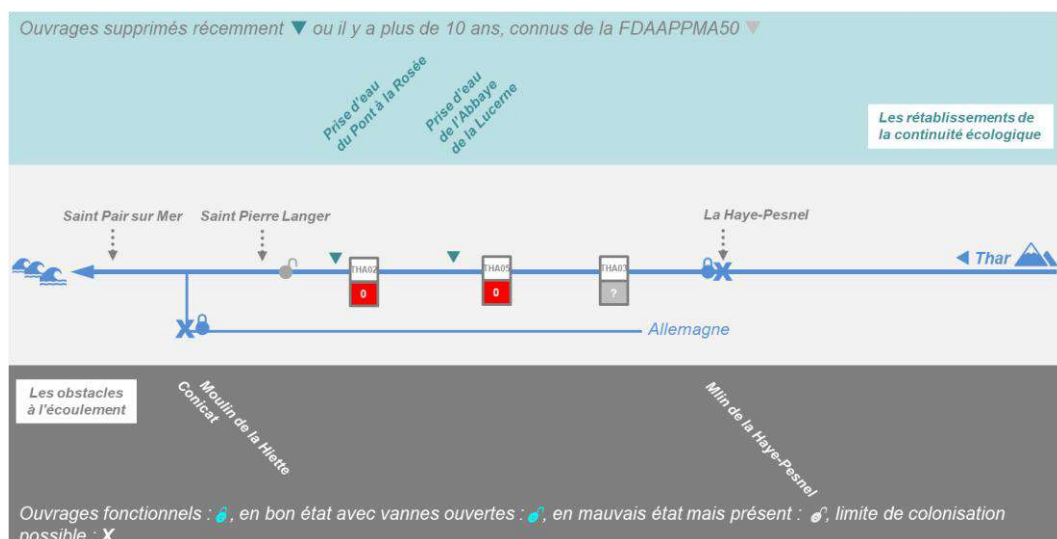 Ouvrages supprimés récemment ▼ ou il y a plus de 10 ans, connus de la FDAAPPMA50 ▼
Prise d'eau
du Pont à la Rosée
Prise d'eau
de l'Abbaye
de la Lucerne
Les rétablissements de
la continuité écologique
Saint Pair sur Mer
Saint Pierre Langer
La Haye-Pesnel
THA02
0
THA05
0
THA03
?
Thar
Allemagne
Les obstacles
à l'écoulement
Moulin de la Hiette
Conicat
Mlin de la Haye-Pesnel
Ouvrages fonctionnels : , en bon état avec vannes ouvertes : , en mauvais état mais présent : , limite de colonisation
possible : X